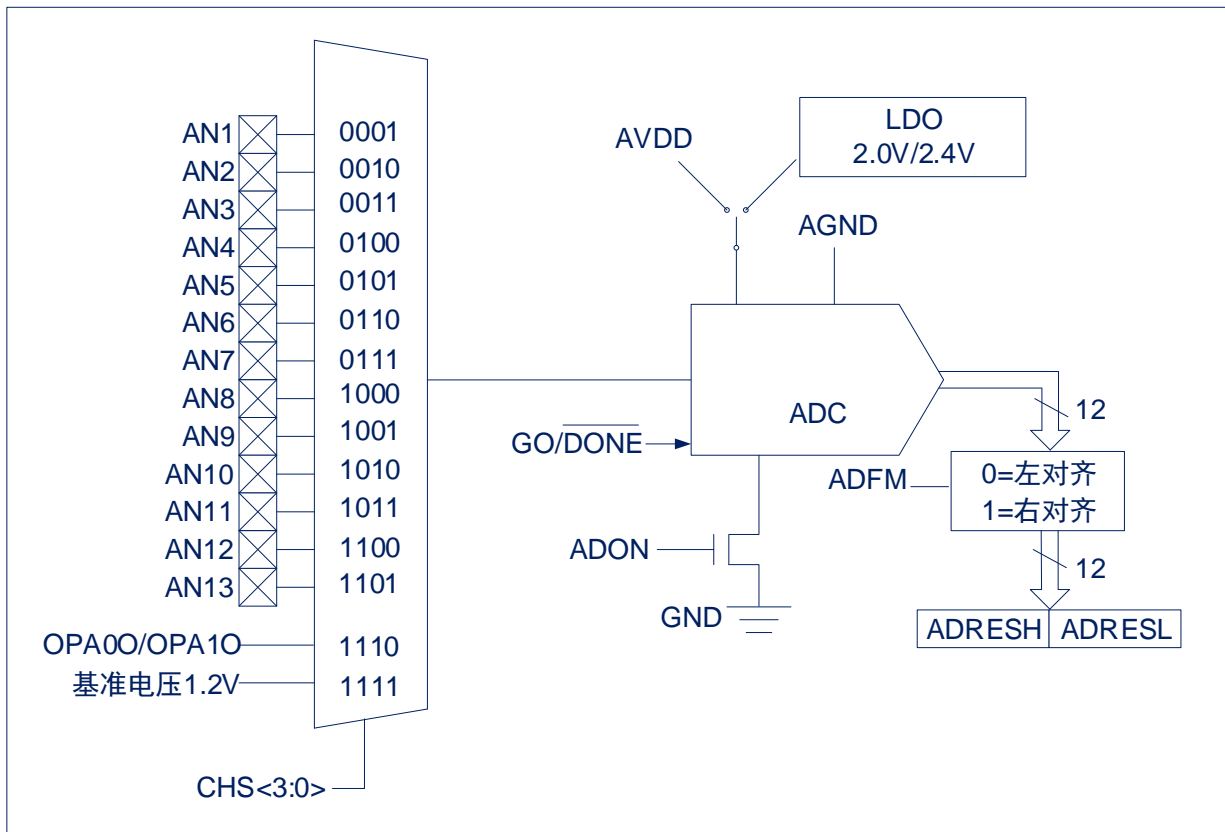 AN1 0001
AN2 0010
AN3 0011
AN4 0100
AN5 0101
AN6 0110
AN7 0111
AN8 1000
AN9 1001
AN10 1010
AN11 1011
AN12 1100
AN13 1101
OPA0O/OPA1O 1110
基准电压1.2V 1111
CHS<3:0>
AVDD
LDO
2.0V/2.4V
AGND
ADC
GO/DONE
ADON
GND
12
ADFM
0=左对齐
1=右对齐
12
ADRESH ADRESL